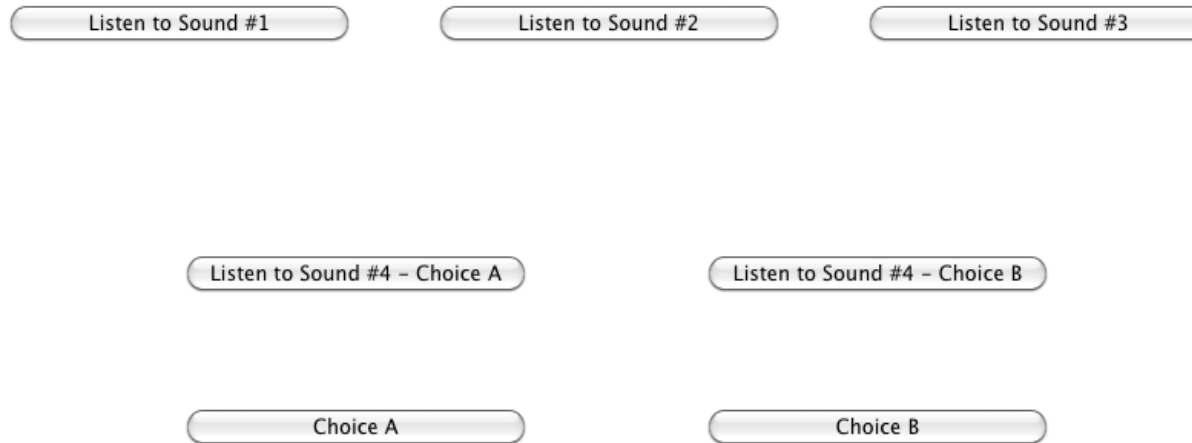 Listen to Sound #1
Listen to Sound #2
Listen to Sound #3
Listen to Sound #4 – Choice A
Listen to Sound #4 – Choice B
Choice A
Choice B